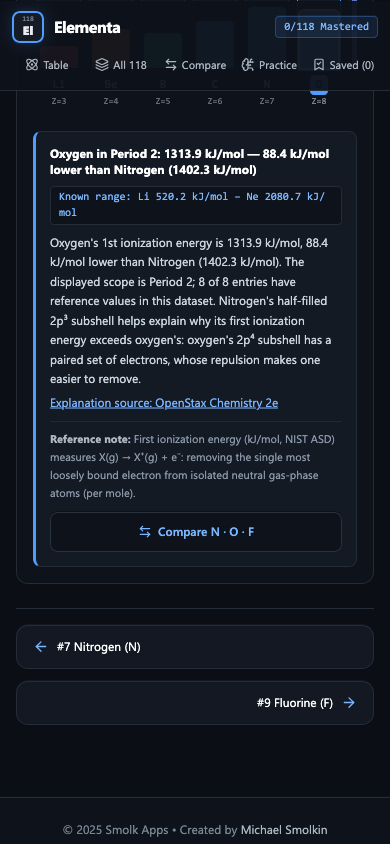 118
El
Elementa
0/118 Mastered
Table
All 118
Compare
Practice
Saved (0)
Li
Be
B
C
N
Z=3
Z=4
Z=5
Z=6
Z=7
Z=8
Oxygen in Period 2: 1313.9 kJ/mol — 88.4 kJ/mol
lower than Nitrogen (1402.3 kJ/mol)
Known range: Li 520.2 kJ/mol – Ne 2080.7 kJ/
mol
Oxygen's 1st ionization energy is 1313.9 kJ/mol, 88.4
kJ/mol lower than Nitrogen (1402.3 kJ/mol). The
displayed scope is Period 2; 8 of 8 entries have
reference values in this dataset. Nitrogen's half-filled
2p³ subshell helps explain why its first ionization
energy exceeds oxygen's: oxygen's 2p⁴ subshell has a
paired set of electrons, whose repulsion makes one
easier to remove.
Explanation source: OpenStax Chemistry 2e
Reference note: First ionization energy (kJ/mol, NIST ASD)
measures X(g) → X⁺(g) + e⁻: removing the single most
loosely bound electron from isolated neutral gas-phase
atoms (per mole).
Compare N · O · F
#7 Nitrogen (N)
#9 Fluorine (F)
© 2025 Smolk Apps • Created by Michael Smolkin